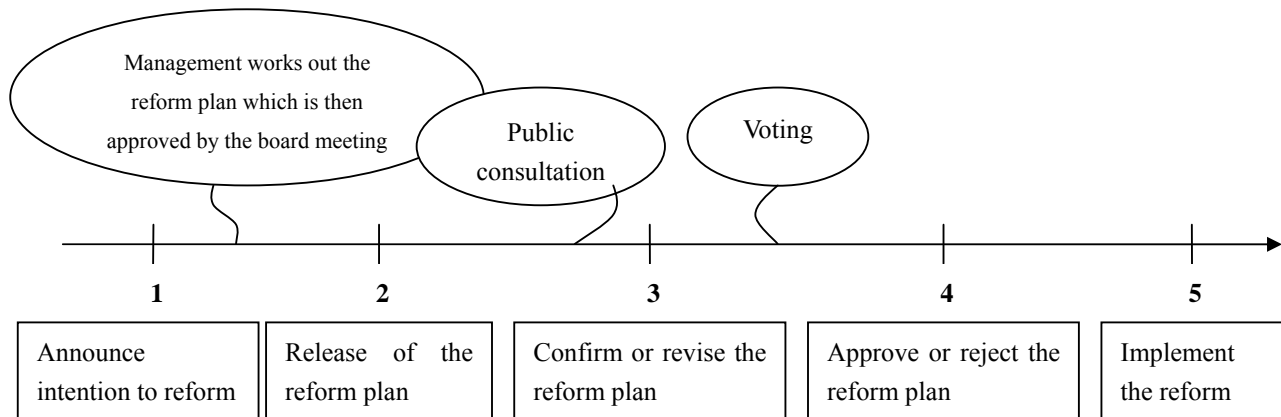 Management works out the
reform plan which is then
approved by the board meeting
Public
consultation
Voting
1
2
3
4
5
Announce
intention to reform
Release of the
reform plan
Confirm or revise the
reform plan
Approve or reject the
reform plan
Implement
the reform